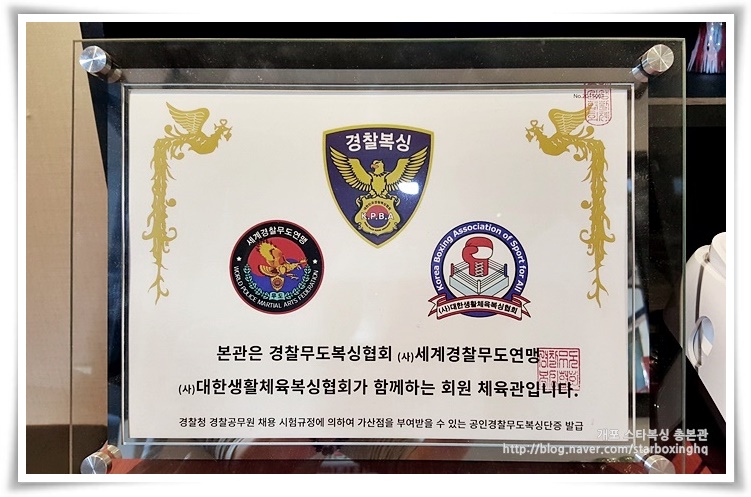 경찰복싱
K.P.B.A
세계경찰무도연맹
WORLD POLICE MARTIAL ARTS FEDERATION
무도
Korea Boxing Association of Sport for All
(사)대한생활체육복싱협회
본관은 경찰무도복싱협회 (사)세계경찰무도연맹
(사)대한생활체육복싱협회가 함께하는 회원 체육관입니다.
경찰청 경찰공무원 채용 시험규정에 의하여 가산점을 부여받을 수 있는 공인경찰무도복싱단증 발급
개포 스타복싱 총본관
http://blog.naver.com/starboxinghq